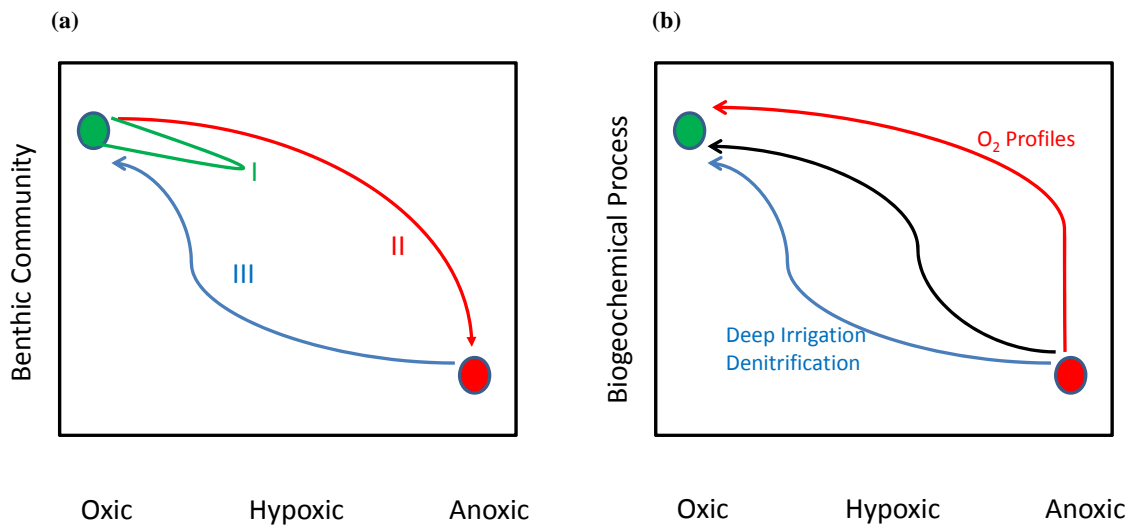 (a)
Benthic Community
I
II
III
Oxic Hypoxic Anoxic
(b)
Biogeochemical Process
O2 Profiles
Deep Irrigation
Denitrification
Oxic Hypoxic Anoxic